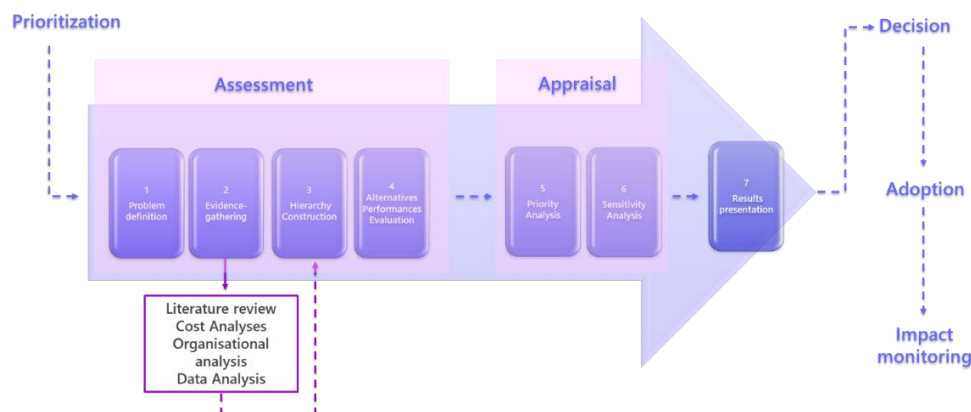 Prioritization
Decision
Assessment
Appraisal
1
Problem
definition
2
Evidence-
gathering
3
Hierarchy
Construction
4
Alternatives
Performances
Evaluation
5
Priority
Analysis
6
Sensitivity
Analysis
7
Results
presentation
Adoption
Literature review
Cost Analyses
Organisational
analysis
Data Analysis
Impact
monitoring